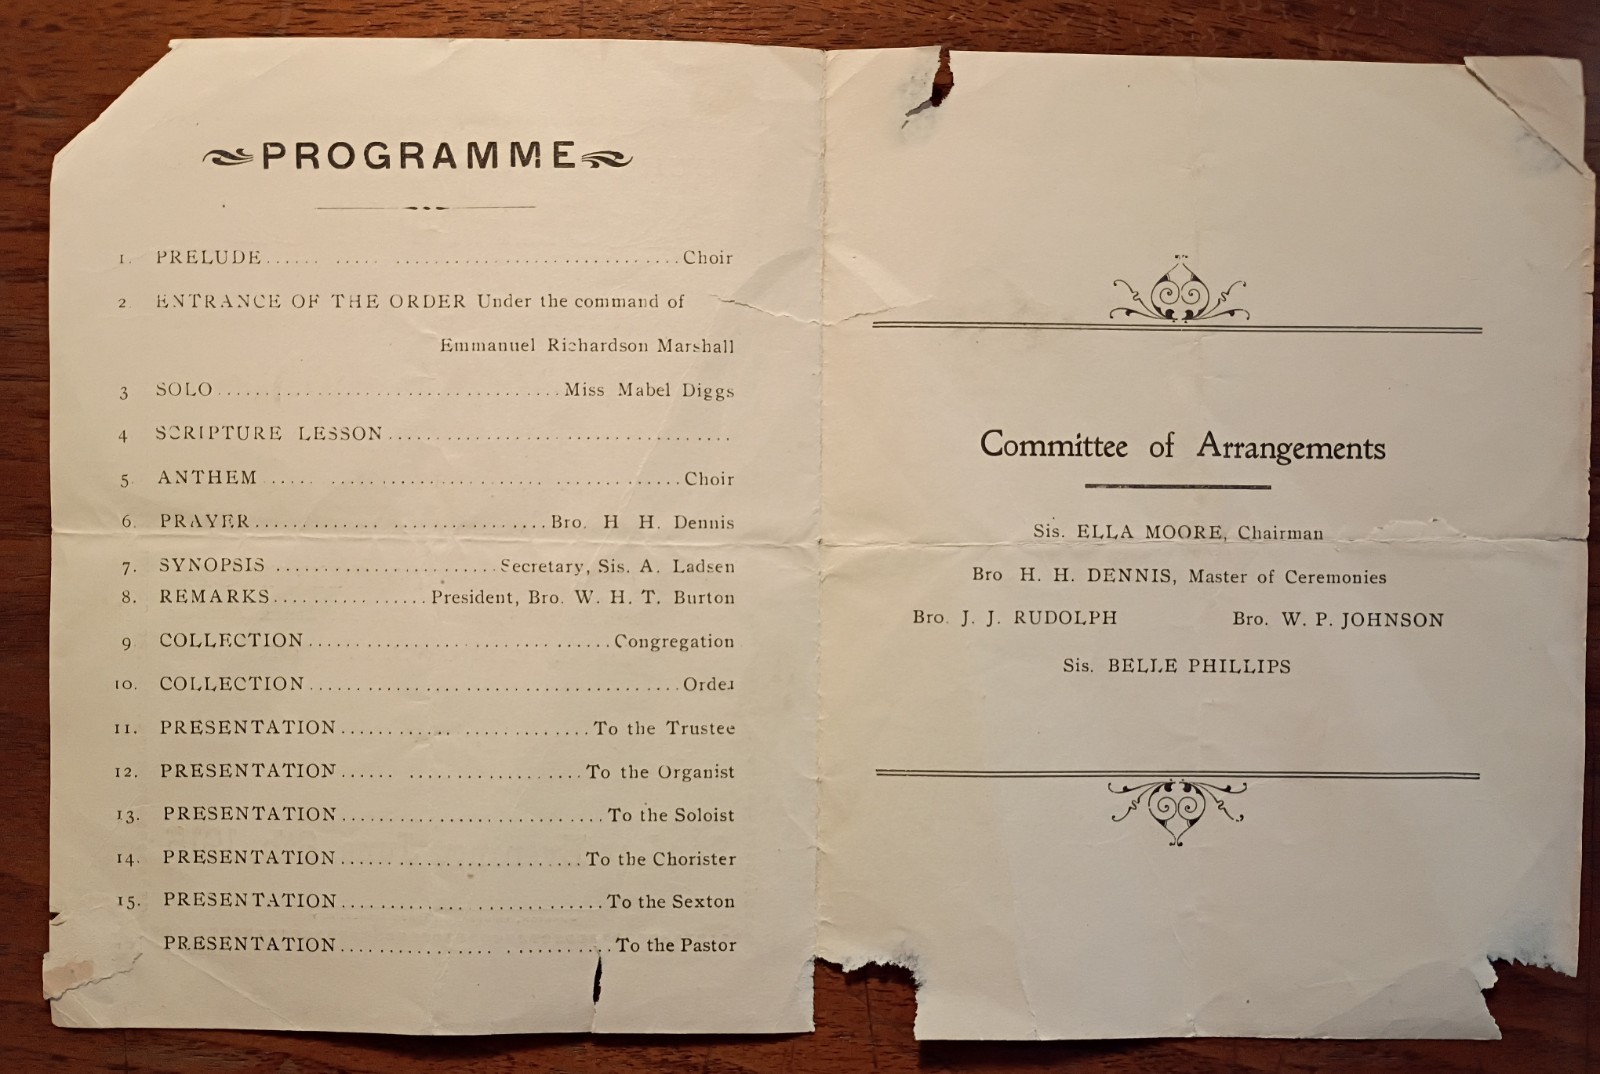 PROGRAMME
1. PRELUDE...... ..... ..............................Choir
2. ENTRANCE OF THE ORDER Under the command of
Emmanuel Richardson Marshall
3 SOLO...................................Miss Mabel Diggs
4 SCRIPTURE LESSON..................................
5. ANTHEM ..... ....................... .............Choir
6. PRAYER............. ................Bro. H H. Dennis
7. SYNOPSIS .......................Secretary, Sis. A. Ladsen
8. REMARKS................President, Bro. W. H. T. Burton
9. COLLECTION......................... ......Congregation
10. COLLECTION......................................Order
11. PRESENTATION............ .............To the Trustee
12. PRESENTATION...... ..................To the Organist
13. PRESENTATION...........................To the Soloist
14. PRESENTATION.........................To the Chorister
15. PRESENTATION...........................To the Sexton
PRESENTATION............... ...........To the Pastor
Committee of Arrangements
Sis. ELLA MOORE, Chairman
Bro H. H. DENNIS, Master of Ceremonies
Bro. J. J. RUDOLPH Bro. W. P. JOHNSON
Sis. BELLE PHILLIPS